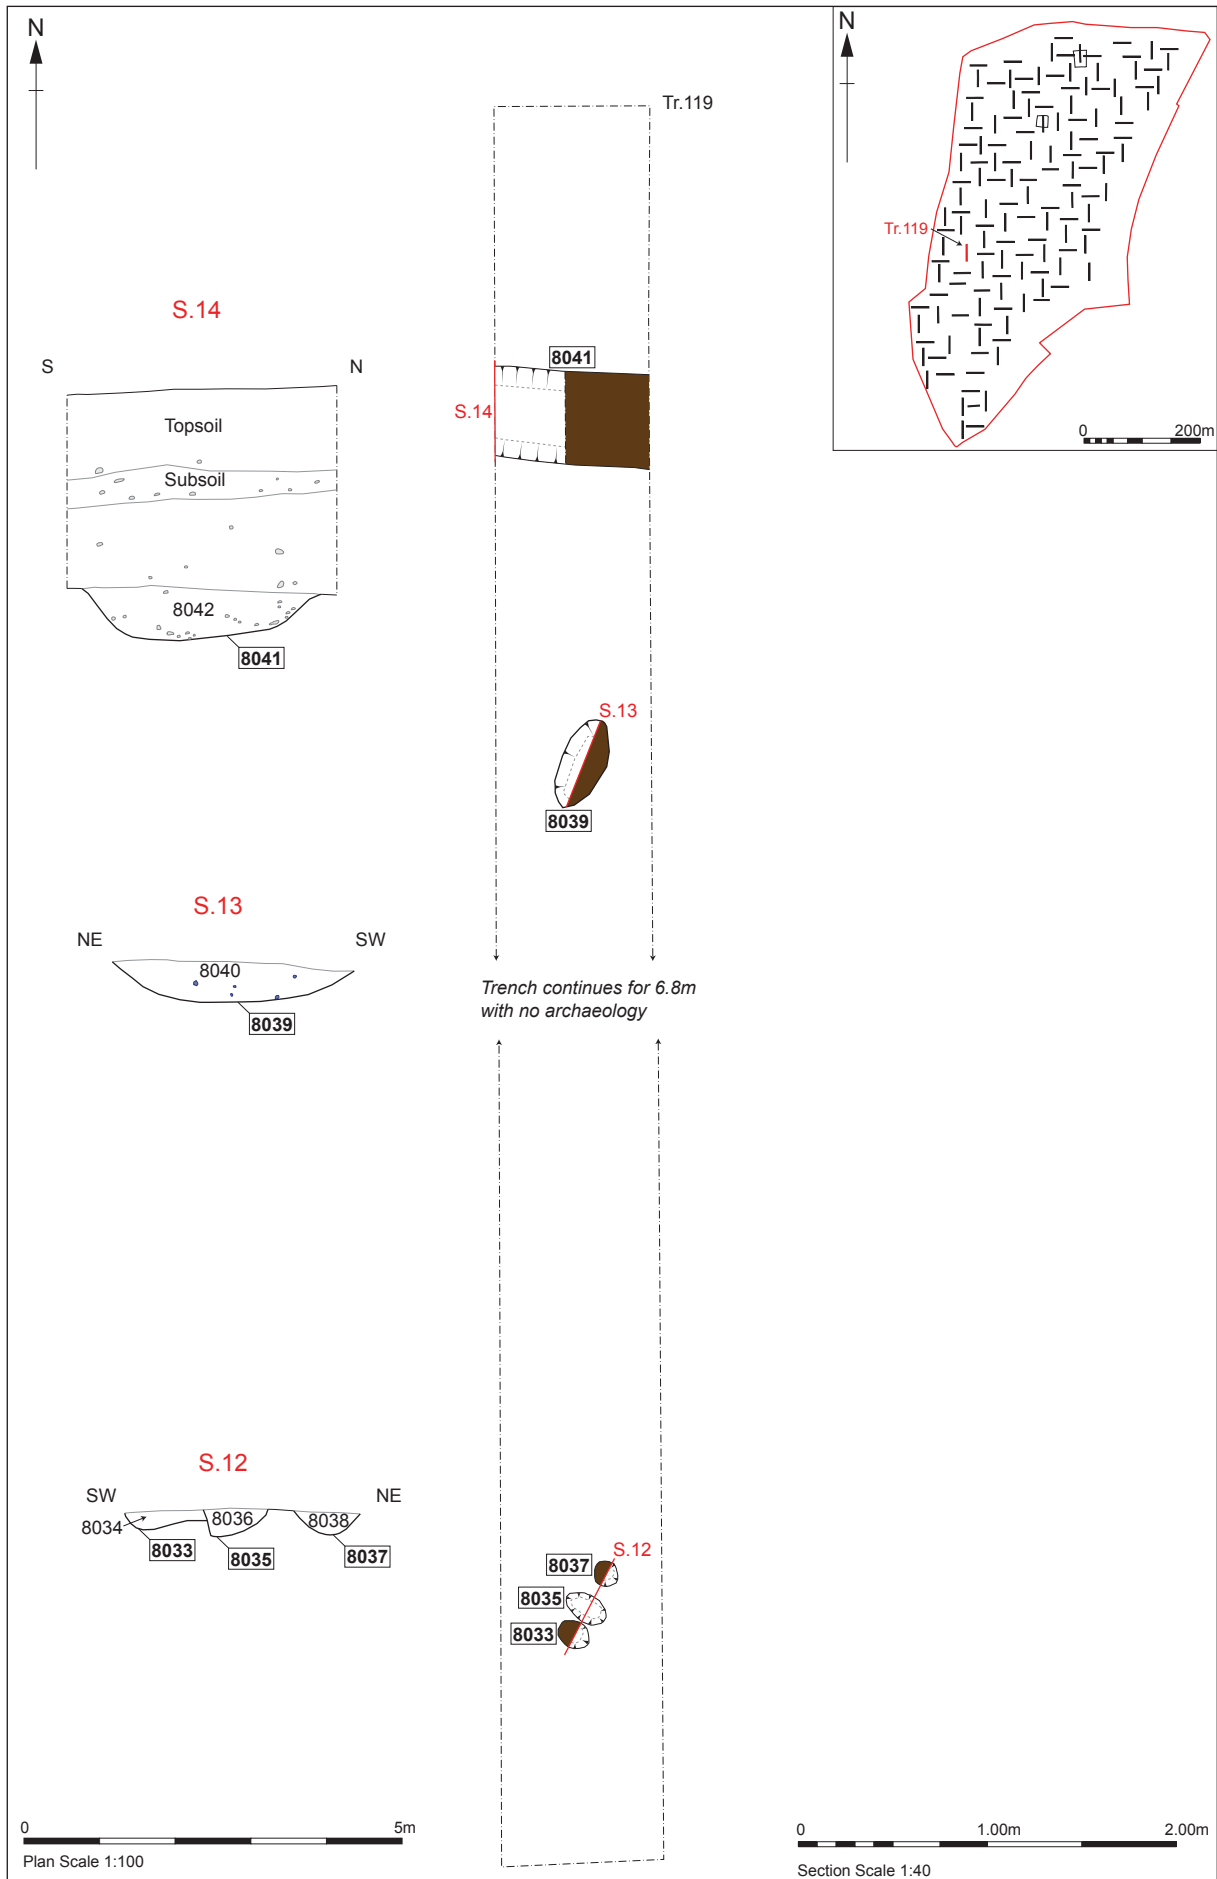 N
N
Tr.119
Tr.119
0
200m
S.14
S
N
Topsoil
Subsoil
8042
8041
8041
S.14
S.13
8039
S.13
NE
SW
8040
8039
Trench continues for 6.8m
with no archaeology
S.12
SW
NE
8034
8036
8038
8033
8035
8037
S.12
8037
8035
8033
0
5m
Plan Scale 1:100
0
1.00m
2.00m
Section Scale 1:40